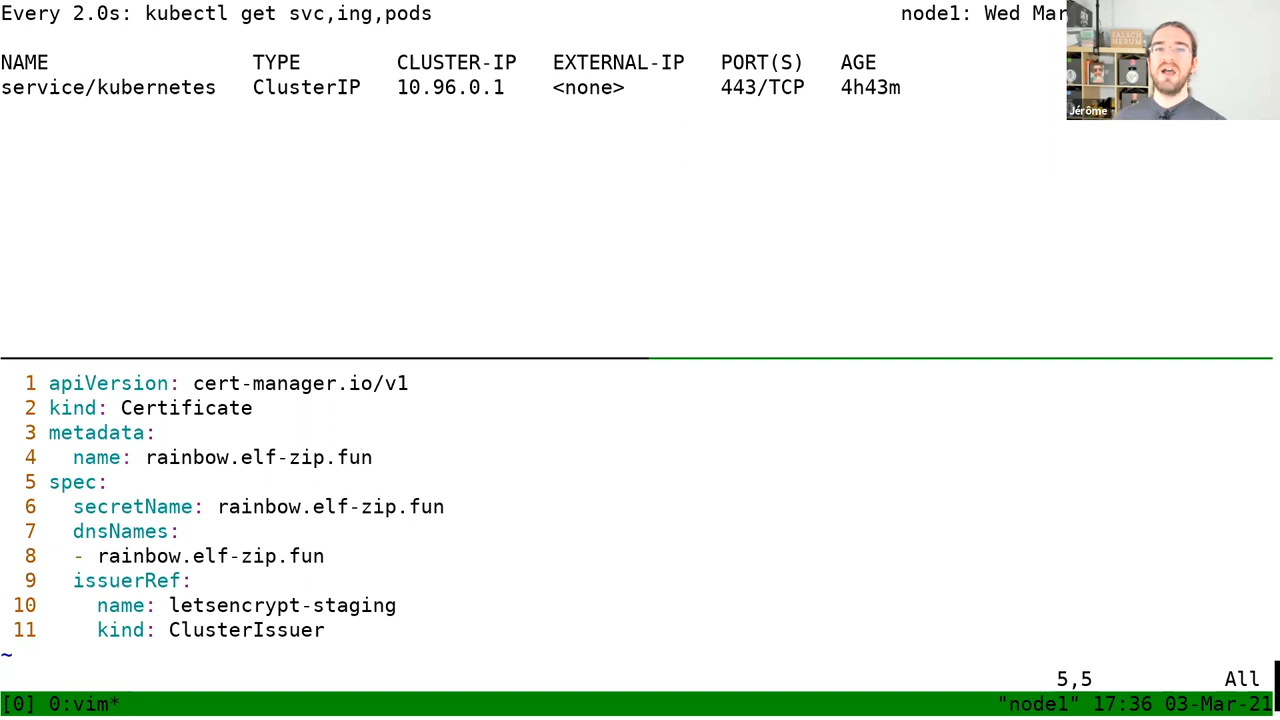 Every 2.0s: kubectl get svc,ing,pods node1: Wed Mar
FALSCH HERUM
Jérôme
NAME TYPE CLUSTER-IP EXTERNAL-IP PORT(S) AGE
service/kubernetes ClusterIP 10.96.0.1 <none> 443/TCP 4h43m
1 apiVersion: cert-manager.io/v1
2 kind: Certificate
3 metadata:
4   name: rainbow.elf-zip.fun
5 spec:
6   secretName: rainbow.elf-zip.fun
7   dnsNames:
8   - rainbow.elf-zip.fun
9   issuerRef:
10     name: letsencrypt-staging
11     kind: ClusterIssuer
~
5,5 All
[0] 0:vim* "node1" 17:36 03-Mar-21